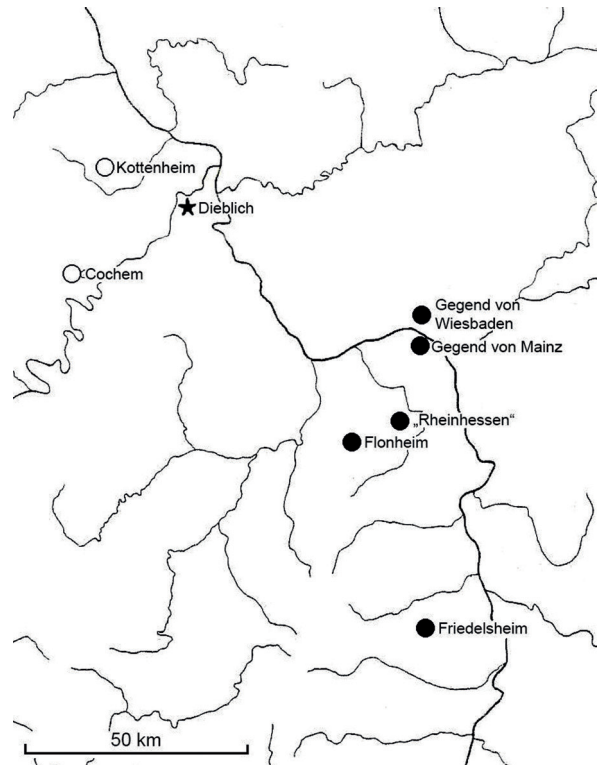 Kottenheim
Dieblich
Cochem
Gegend von
Wiesbaden
Gegend von Mainz
„Rheinhessen“
Flonheim
Friedelsheim
50 km